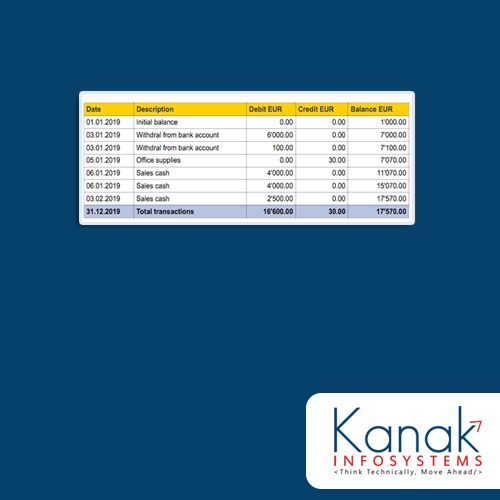 Date Description Debit EUR Credit EUR Balance EUR
01.01.2019 Initial balance 0.00 0.00 1'000.00
03.01.2019 Withdral from bank account 6'000.00 0.00 7'000.00
03.01.2019 Withdral from bank account 100.00 0.00 7'100.00
05.01.2019 Office supplies 0.00 30.00 7'070.00
06.01.2019 Sales cash 4'000.00 0.00 11'070.00
06.01.2019 Sales cash 4'000.00 0.00 15'070.00
03.02.2019 Sales cash 2'500.00 0.00 17'570.00
31.12.2019 Total transactions 16'600.00 30.00 17'570.00
Kanak
INFOSYSTEMS
<Think Technically, Move Ahead/>